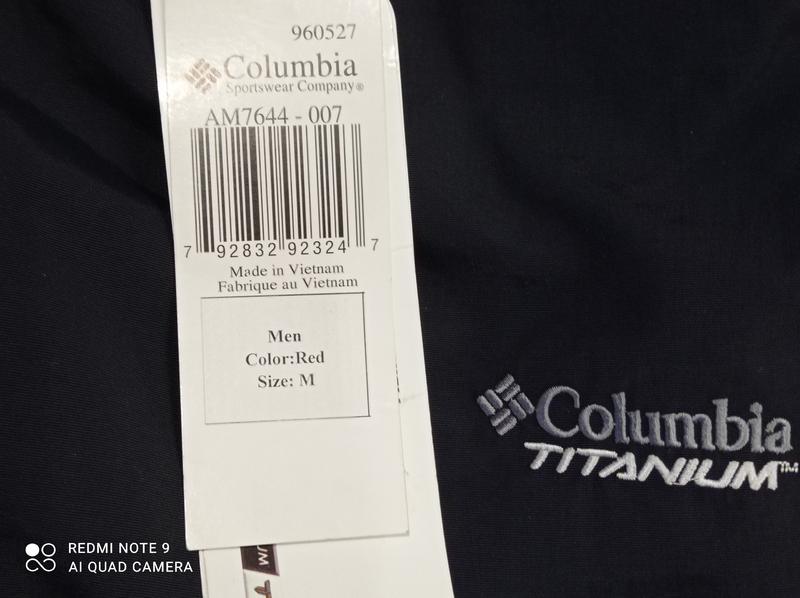 960527
Columbia
Sportswear Company®
AM7644 - 007
7 92832 92324 7
Made in Vietnam
Fabrique au Vietnam
Men
Color:Red
Size: M
Columbia
TITANIUM™
UM
T
REDMI NOTE 9
AI QUAD CAMERA